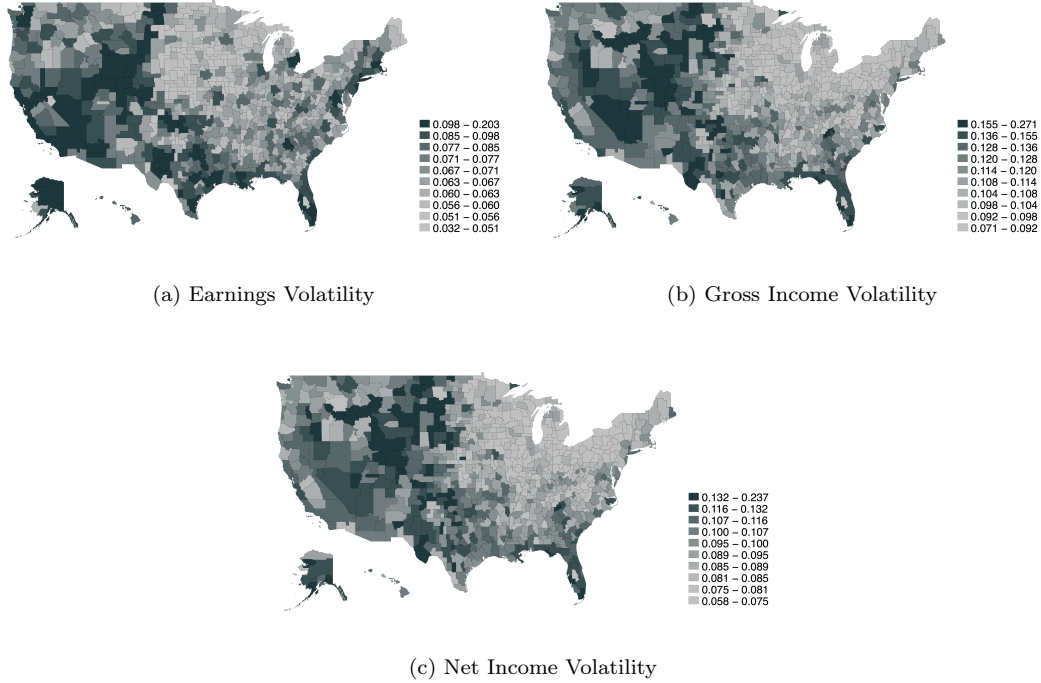 0.098 – 0.203
0.085 – 0.098
0.077 – 0.085
0.071 – 0.077
0.067 – 0.071
0.063 – 0.067
0.060 – 0.063
0.056 – 0.060
0.051 – 0.056
0.032 – 0.051
(a) Earnings Volatility
0.155 – 0.271
0.136 – 0.155
0.128 – 0.136
0.120 – 0.128
0.114 – 0.120
0.108 – 0.114
0.104 – 0.108
0.098 – 0.104
0.092 – 0.098
0.071 – 0.092
(b) Gross Income Volatility
0.132 – 0.237
0.116 – 0.132
0.107 – 0.116
0.100 – 0.107
0.095 – 0.100
0.089 – 0.095
0.085 – 0.089
0.081 – 0.085
0.075 – 0.081
0.058 – 0.075
(c) Net Income Volatility